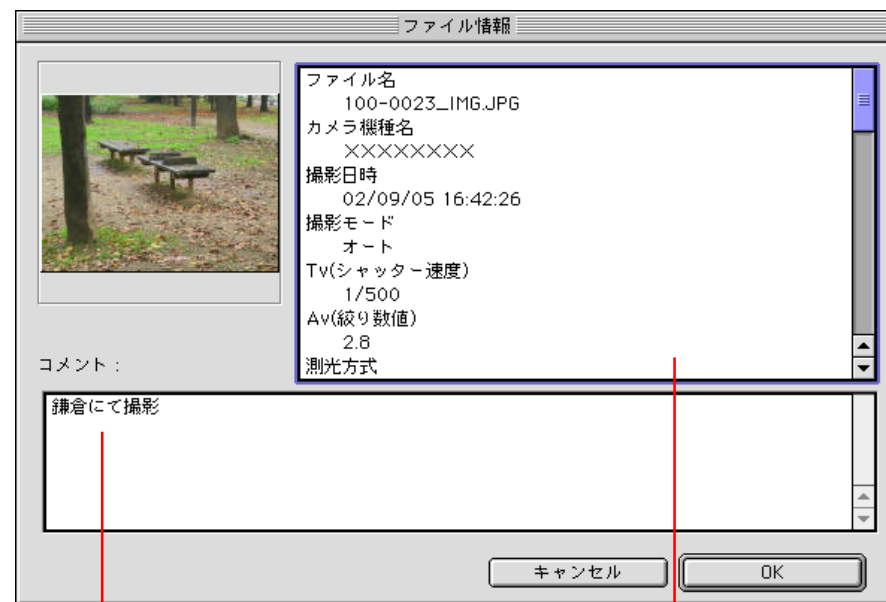 ファイル情報
ファイル名
100-0023_IMG.JPG
カメラ機種名
××××××××
撮影日時
02/09/05 16:42:26
撮影モード
オート
Tv(シャッター速度)
1/500
Av(絞り数値)
2.8
測光方式
コメント：
鎌倉にて撮影
キャンセル
OK